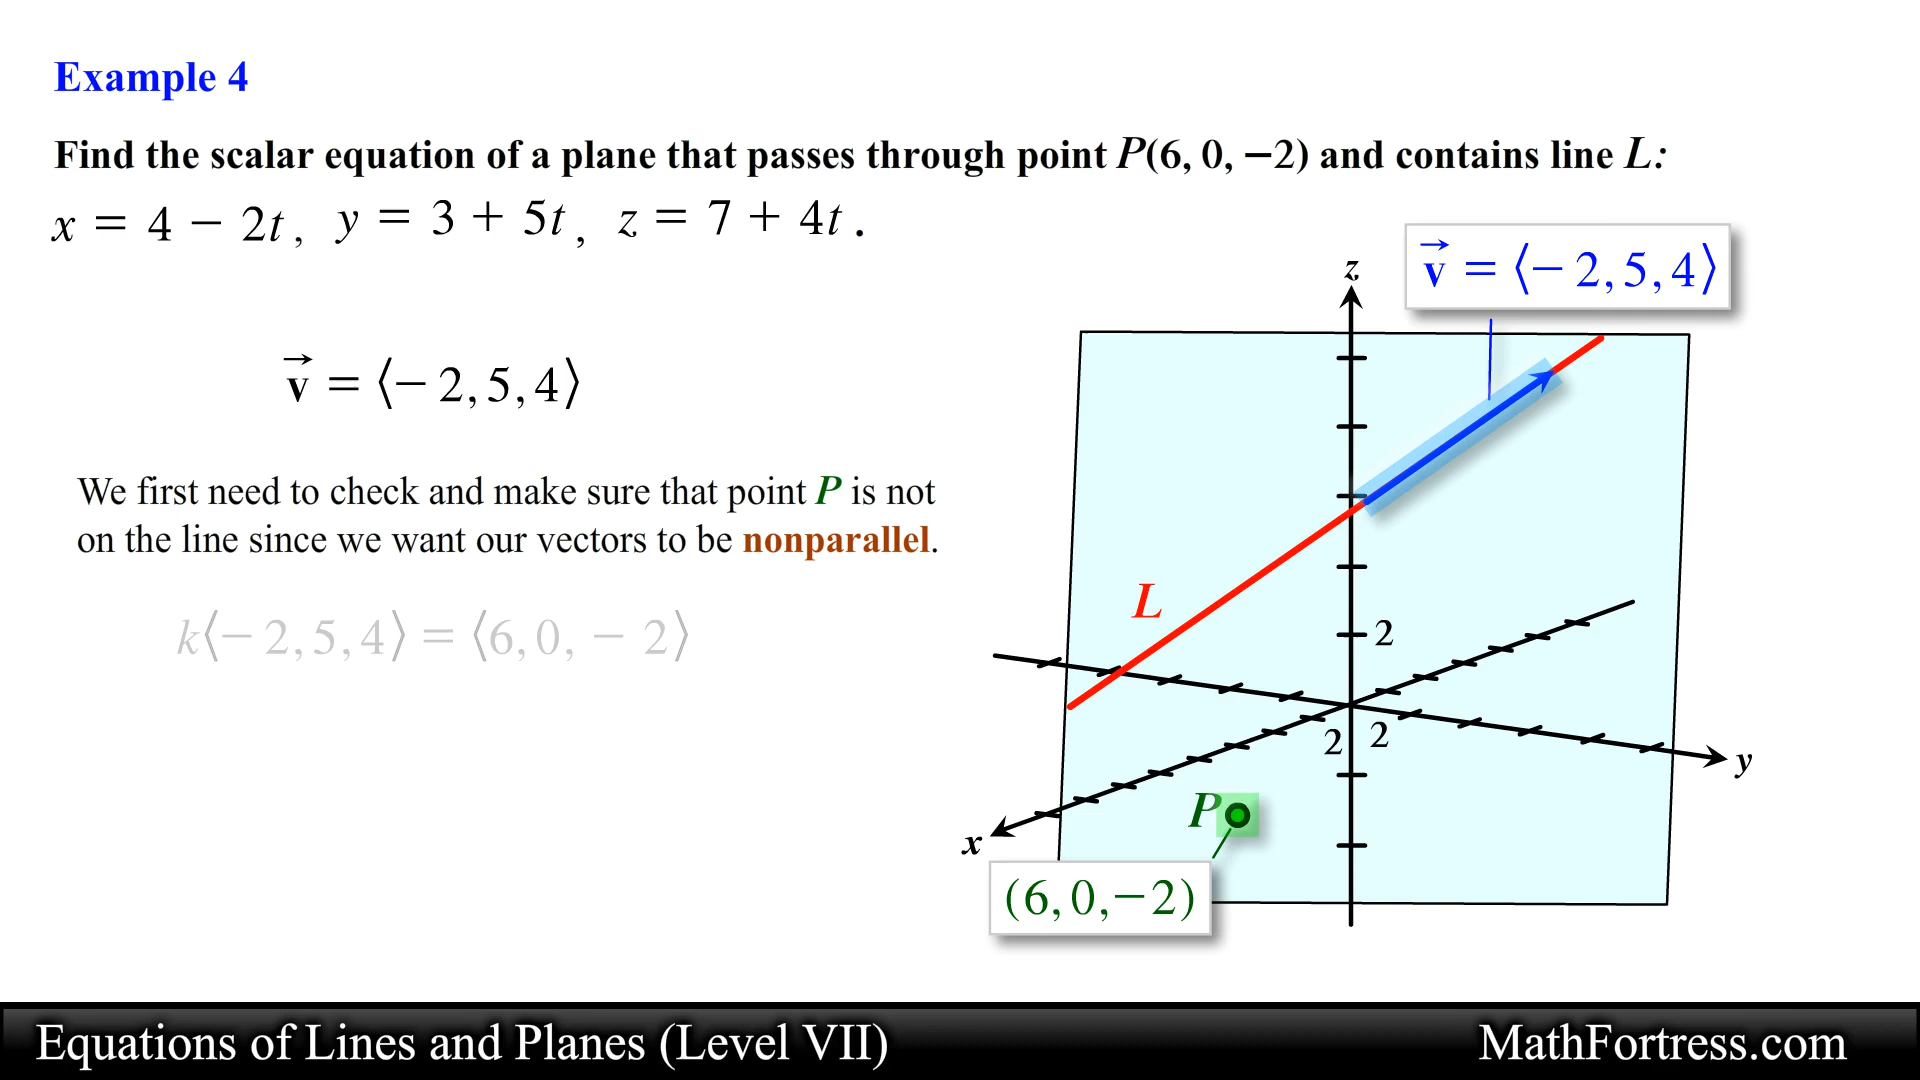 Example 4
Find the scalar equation of a plane that passes through point P(6, 0, −2) and contains line L:
x = 4 − 2t, y = 3 + 5t, z = 7 + 4t.
z
v⃗ = ⟨− 2, 5, 4⟩
v⃗ = ⟨− 2, 5, 4⟩
We first need to check and make sure that point P is not
on the line since we want our vectors to be nonparallel.
L
k⟨− 2, 5, 4⟩ = ⟨6, 0, − 2⟩
2
2 2
y
P
x
(6, 0, −2)
Equations of Lines and Planes (Level VII)
MathFortress.com